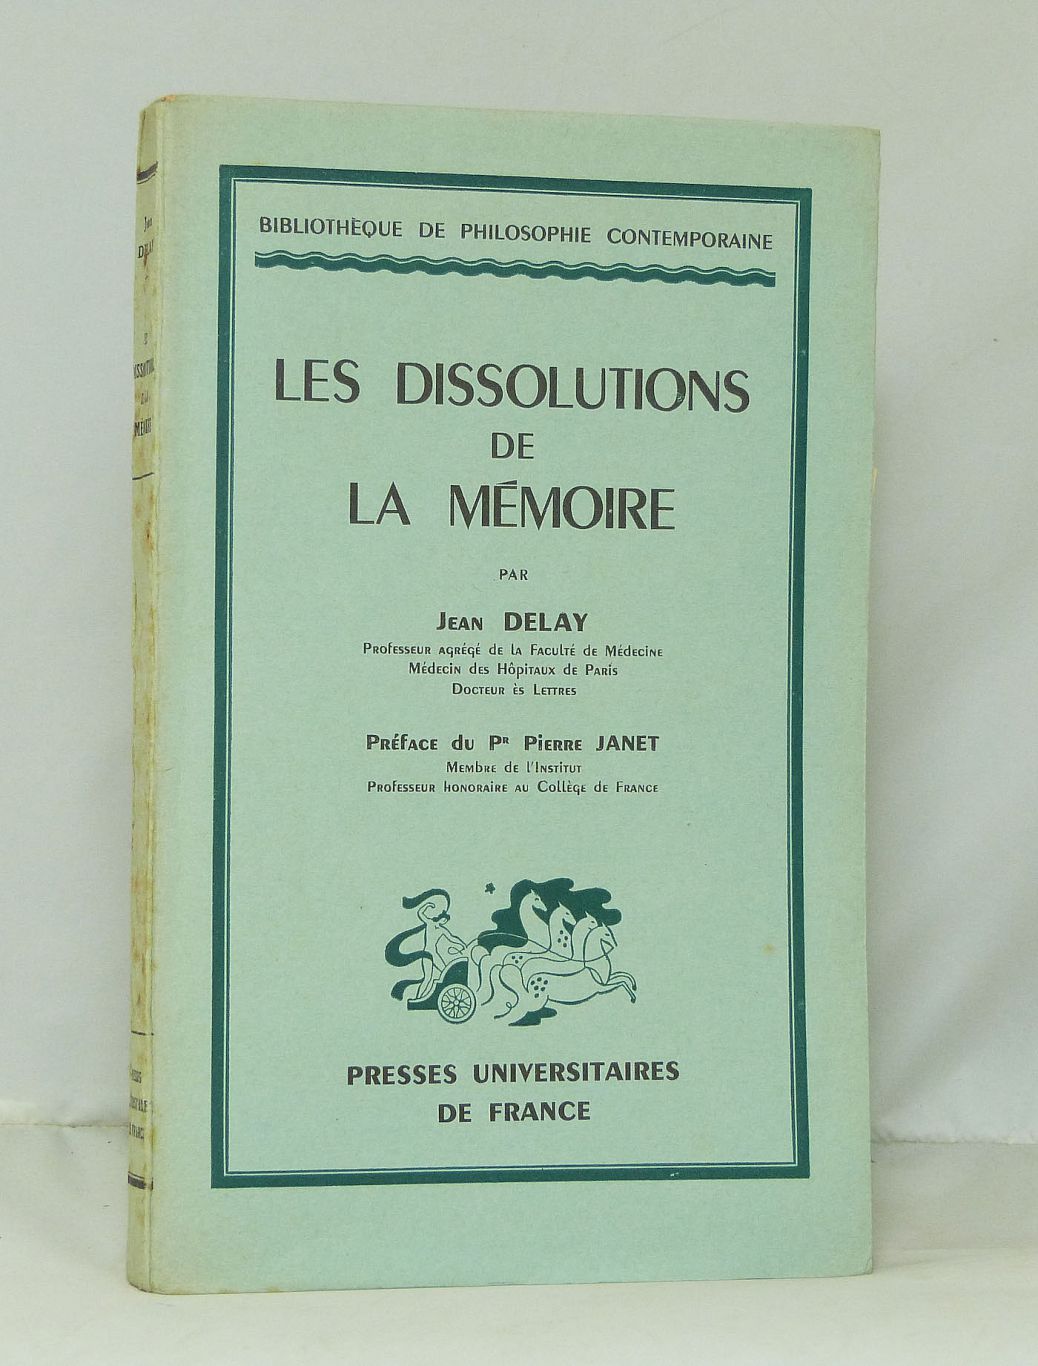 BIBLIOTHÈQUE DE PHILOSOPHIE CONTEMPORAINE
LES DISSOLUTIONS
DE
LA MÉMOIRE
PAR
JEAN DELAY
PROFESSEUR AGRÉGÉ DE LA FACULTÉ DE MÉDECINE
MÉDECIN DES HÔPITAUX DE PARIS
DOCTEUR ÈS LETTRES
PRÉFACE DU PR PIERRE JANET
MEMBRE DE L'INSTITUT
PROFESSEUR HONORAIRE AU COLLÈGE DE FRANCE
PRESSES UNIVERSITAIRES
DE FRANCE